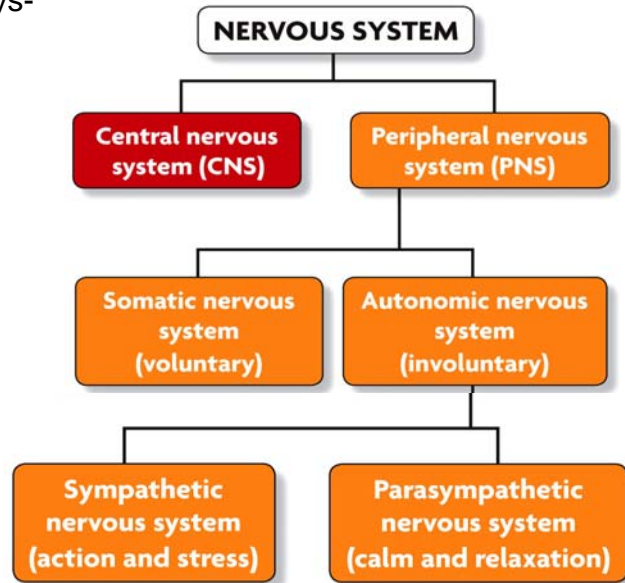 ys-
NERVOUS SYSTEM
Central nervous
system (CNS)
Peripheral nervous
system (PNS)
Somatic nervous
system
(voluntary)
Autonomic nervous
system
(involuntary)
Sympathetic
nervous system
(action and stress)
Parasympathetic
nervous system
(calm and relaxation)